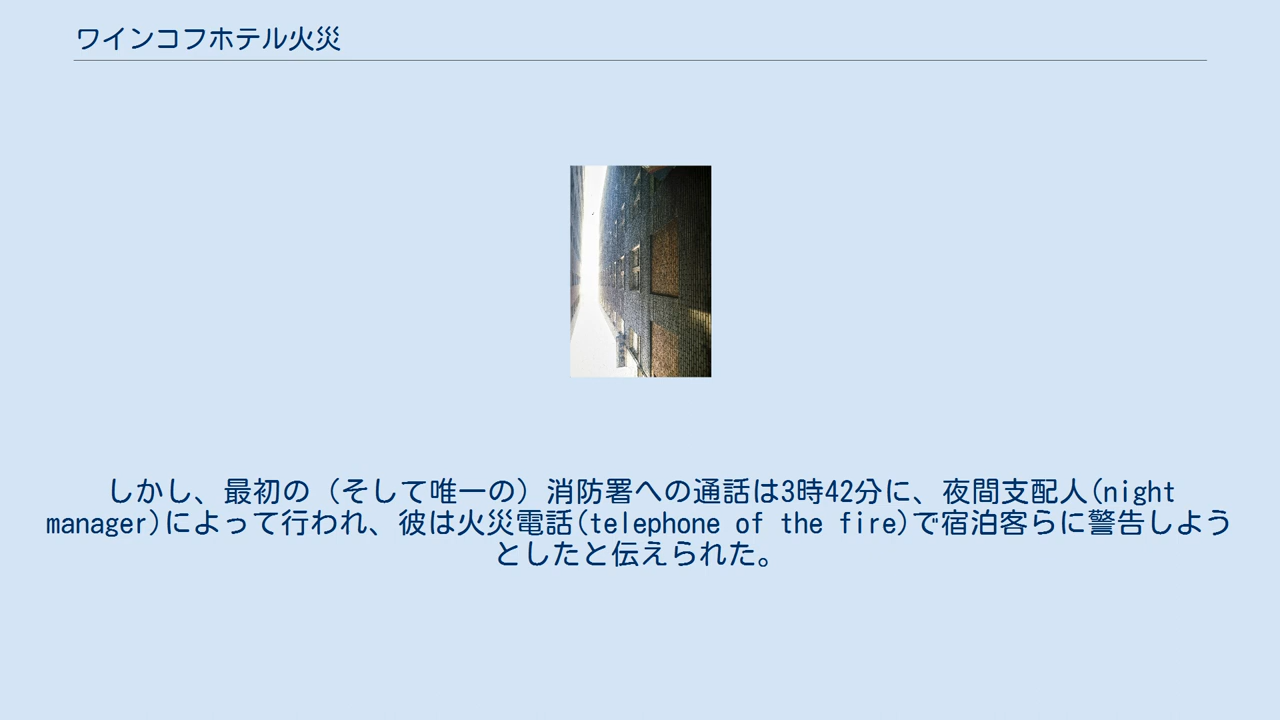 ワインコフホテル火災
しかし、最初の（そして唯一の）消防署への通話は3時42分に、夜間支配人(night
manager)によって行われ、彼は火災電話(telephone of the fire)で宿泊客らに警告しよう
としたと伝えられた。